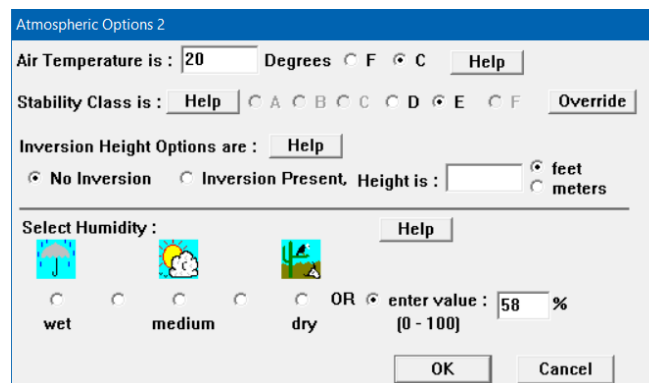 Atmospheric Options 2
Air Temperature is : 20 Degrees F C Help
Stability Class is : Help A B C D E F Override
Inversion Height Options are : Help
No Inversion Inversion Present, Height is : feet
meters
Select Humidity : Help
OR enter value : 58 %
wet medium dry (0 - 100)
OK Cancel